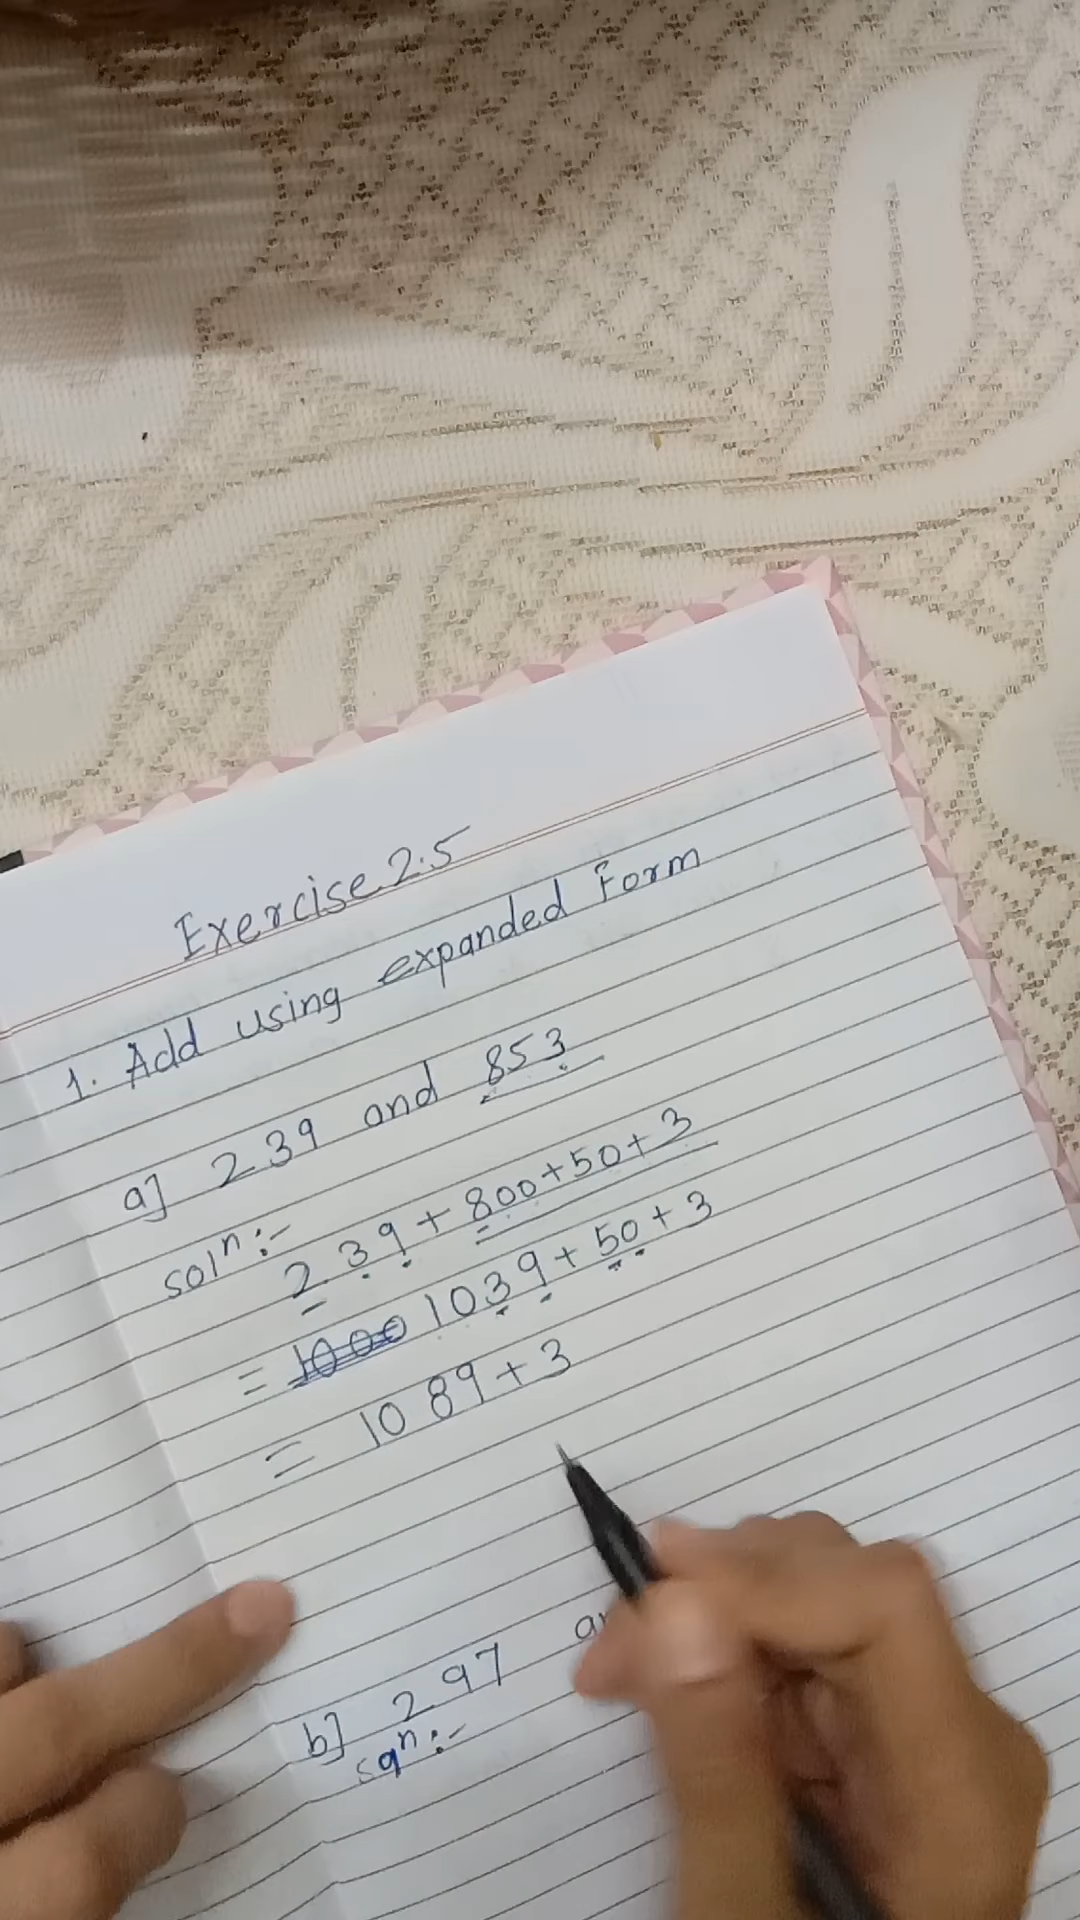 Exercise 2.5
1. Add using expanded Form
a] 239 and 853
solⁿ:- 239 + 800+50+3
= 1000 1039 + 50 + 3
= 1089 + 3
b] 297
solⁿ:-